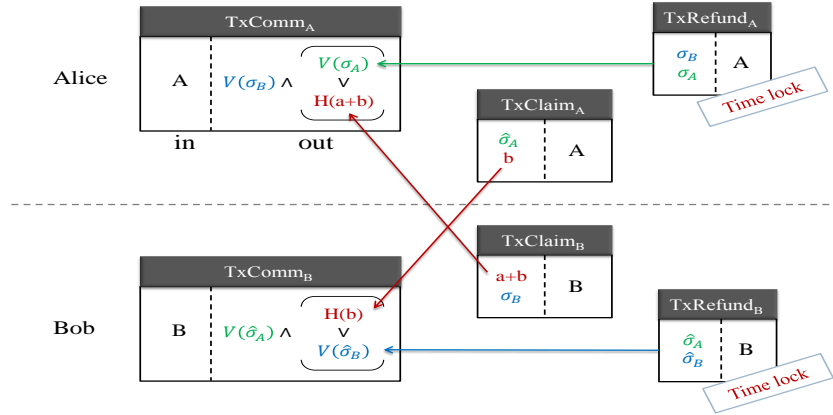 TxComm_A
Alice
A
V(σ_B) ∧
V(σ_A)
∨
H(a+b)
in
out
TxRefund_A
σ_B
σ_A
A
Time lock
TxClaim_A
σ̂_A
b
A
TxClaim_B
a+b
σ_B
B
TxComm_B
Bob
B
V(σ̂_A) ∧
H(b)
∨
V(σ̂_B)
TxRefund_B
σ̂_A
σ̂_B
B
Time lock